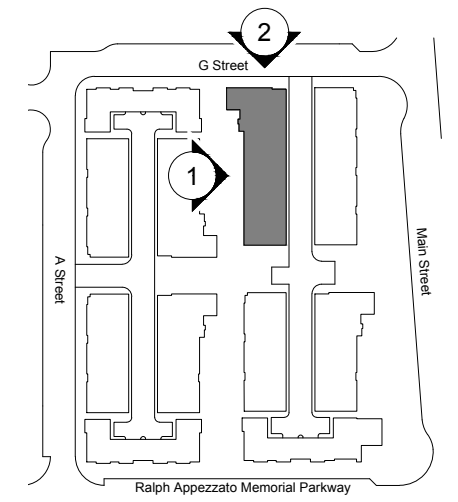 2
G Street
1
A Street
Main Street
Ralph Appezzato Memorial Parkway